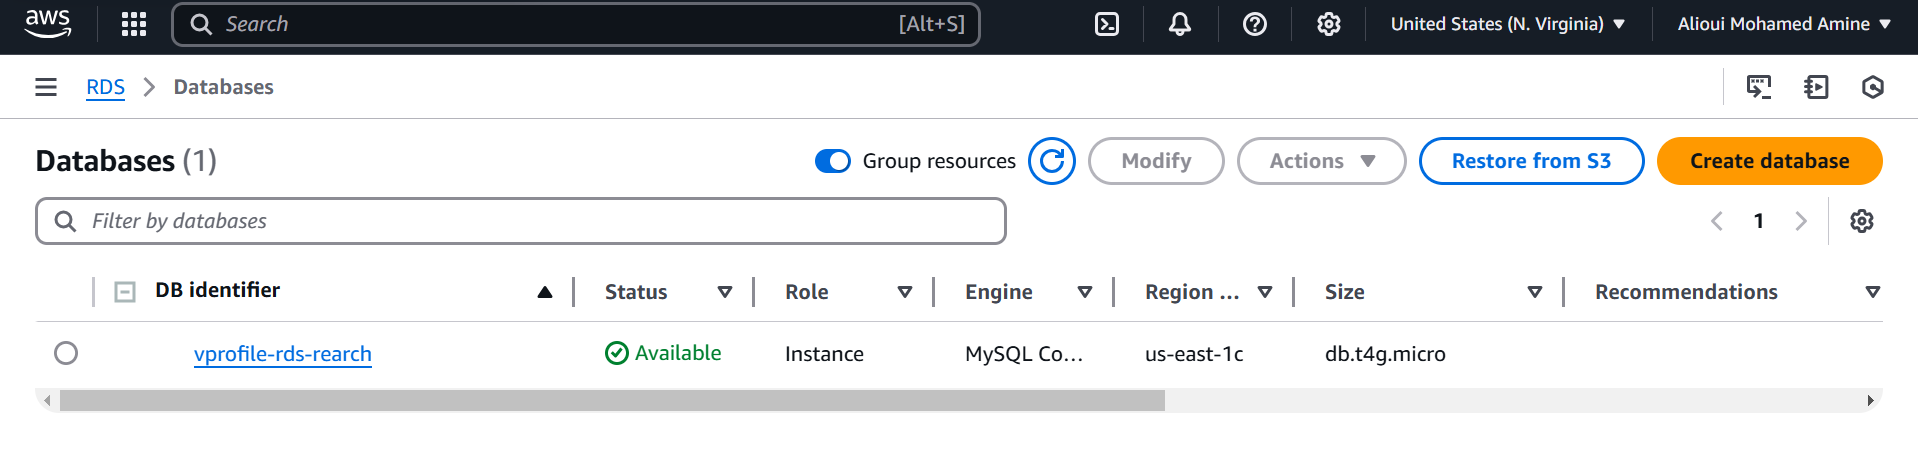 aws Search [Alt+S] United States (N. Virginia) Alioui Mohamed Amine
RDS Databases
Databases (1) Group resources Modify Actions Restore from S3 Create database
Filter by databases 1
DB identifier Status Role Engine Region ... Size Recommendations
vprofile-rds-rearch Available Instance MySQL Co... us-east-1c db.t4g.micro